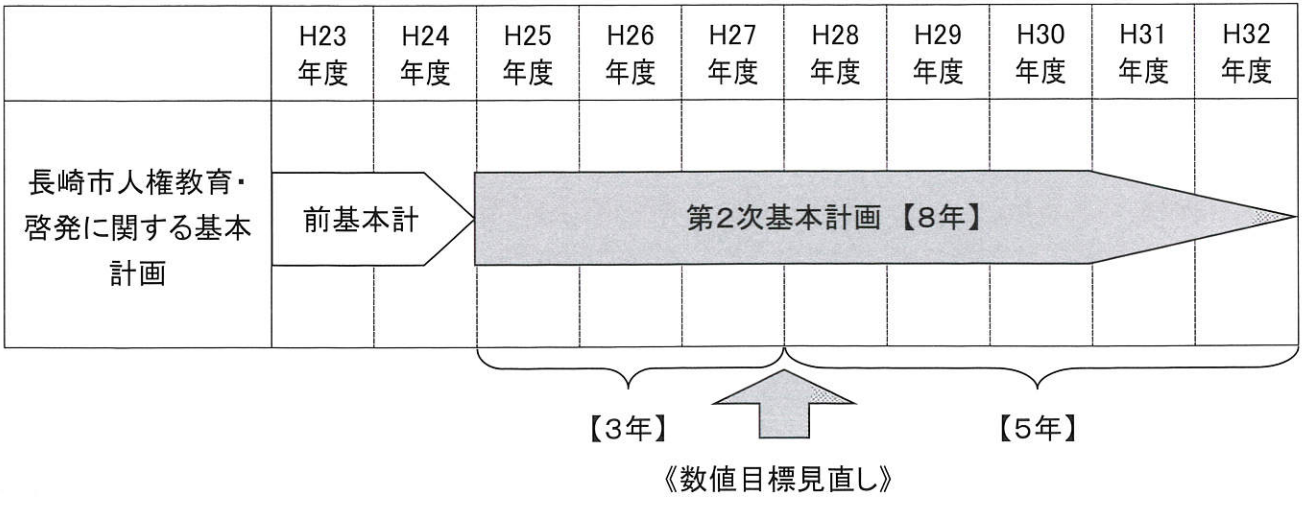 H23 H24 H25 H26 H27 H28 H29 H30 H31 H32
年度 年度 年度 年度 年度 年度 年度 年度 年度 年度
長崎市人権教育・
啓発に関する基本
計画
前基本計
第2次基本計画 【8年】
【3年】
【5年】
《数値目標見直し》